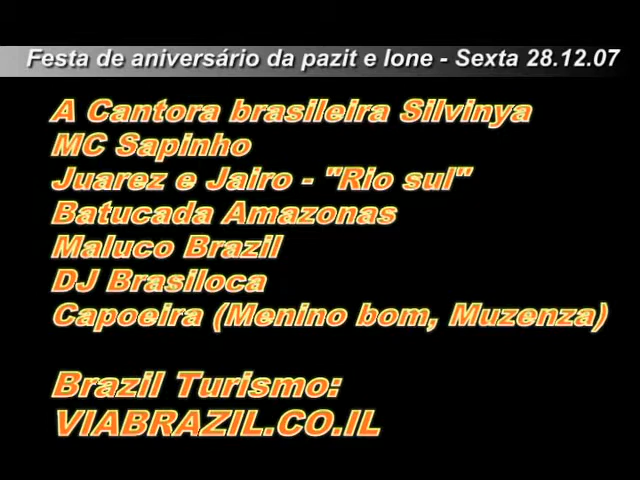 Festa de aniversário da pazit e Ione - Sexta 28.12.07
A Cantora brasileira Silvinya
MC Sapinho
Juarez e Jairo - "Rio sul"
Batucada Amazonas
Maluco Brazil
DJ Brasiloca
Capoeira (Menino bom, Muzenza)
Brazil Turismo:
VIABRAZIL.CO.IL